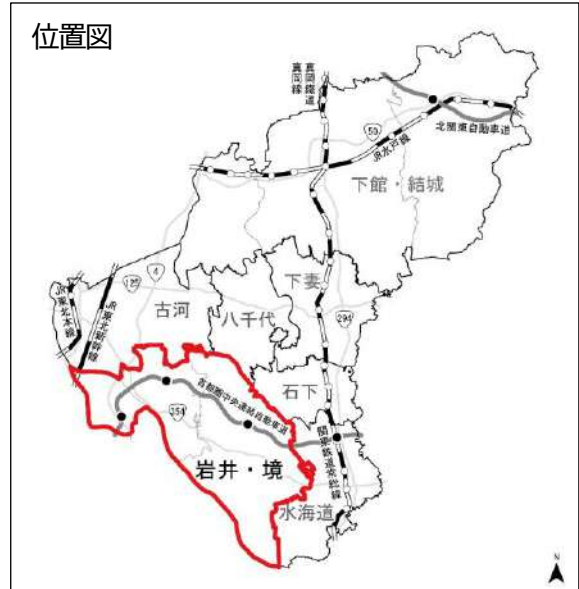 位置図
真岡鐵道
真岡線
北関東自動車道
50
JR水戸線
下館・結城
4
125
JR東北本線
JR東北新幹線
古河
下妻
八千代
294
石下
首都圏中央連絡自動車道
354
関東鉄道常総線
岩井・境
水海道
N